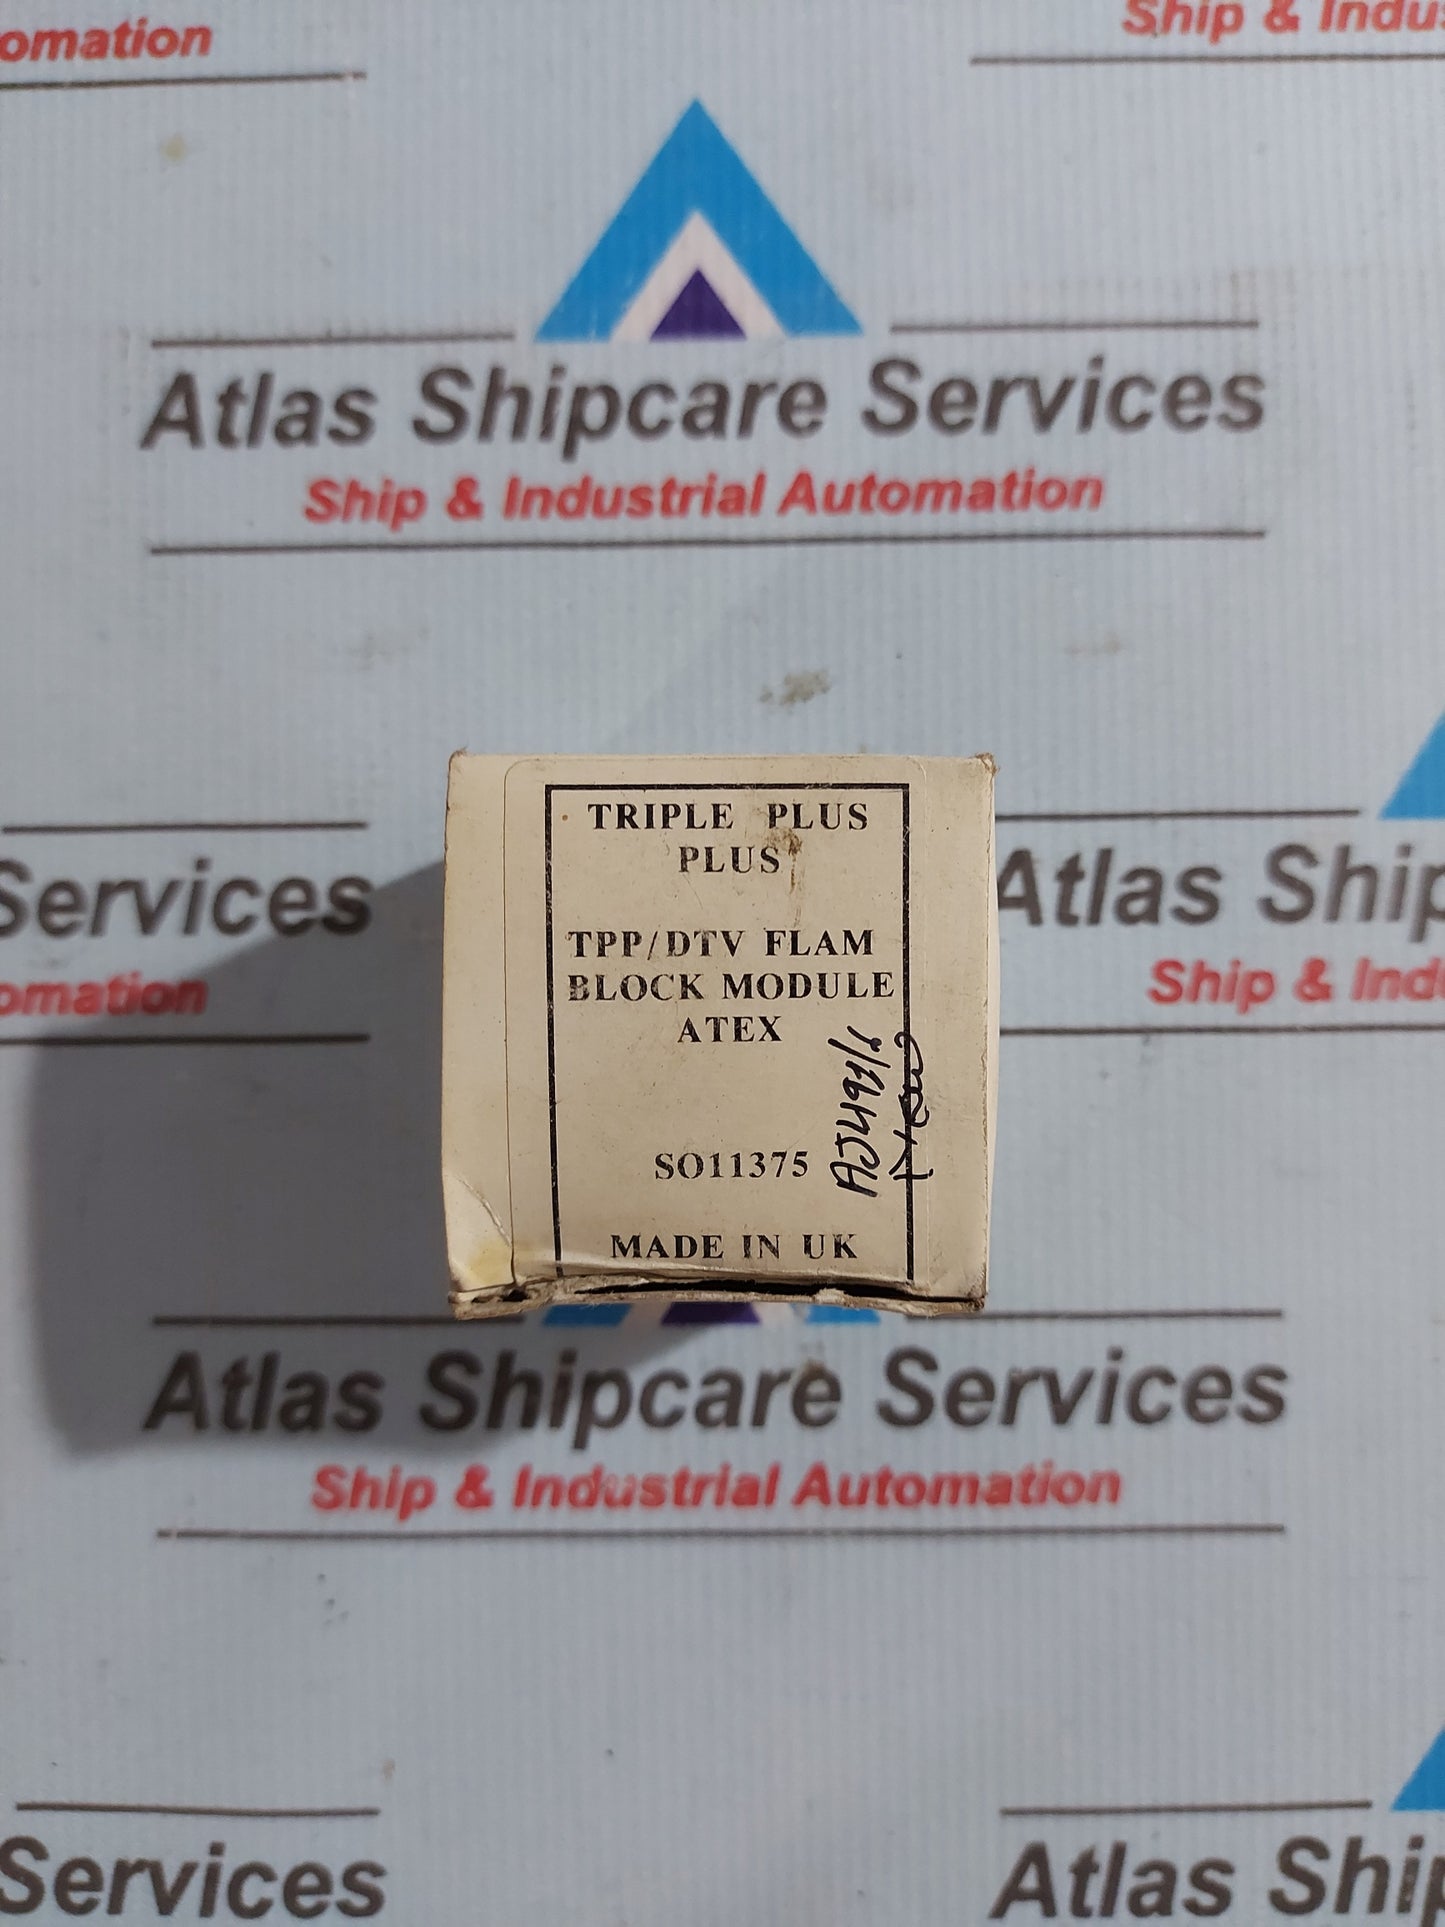 omation
Ship & Indus
Atlas Shipcare Services
Ship & Industrial Automation
TRIPLE PLUS
PLUS
TPP/DTV FLAM
BLOCK MODULE
ATEX
SO11375
MADE IN UK
Services
omation
Atlas Ship
Ship & Ind
Atlas Shipcare Services
Ship & Industrial Automation
Services
Atlas Ship